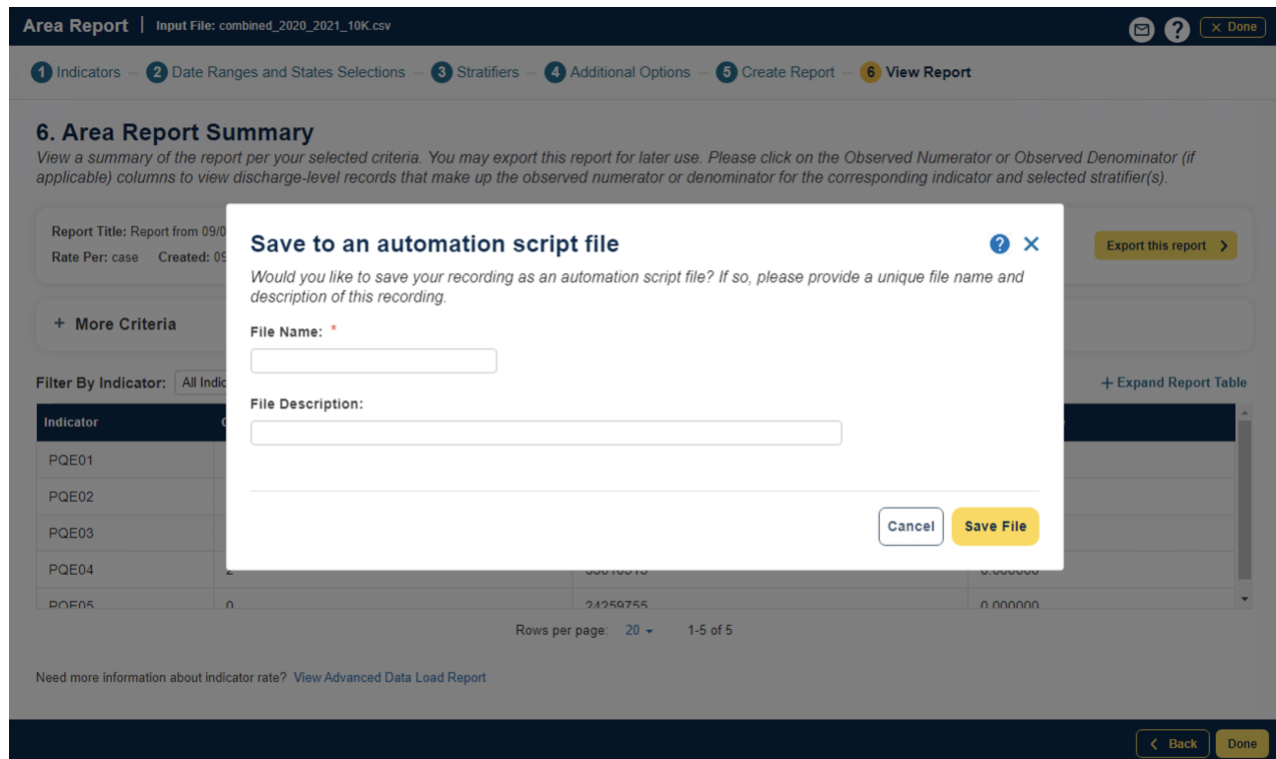 Area Report | Input File: combined_2020_2021_10K.csv
Done
1 Indicators – 2 Date Ranges and States Selections – 3 Stratifiers – 4 Additional Options – 5 Create Report – 6 View Report
6. Area Report Summary
View a summary of the report per your selected criteria. You may export this report for later use. Please click on the Observed Numerator or Observed Denominator (if
applicable) columns to view discharge-level records that make up the observed numerator or denominator for the corresponding indicator and selected stratifier(s).
Report Title: Report from 09/0
Rate Per: case Created: 09
Export this report
+ More Criteria
Save to an automation script file
Would you like to save your recording as an automation script file? If so, please provide a unique file name and
description of this recording.
File Name: *
File Description:
Cancel
Save File
Filter By Indicator: All Indic
+ Expand Report Table
Indicator
PQE01
PQE02
PQE03
PQE04
PQE05 0 24259755 0.000000
Rows per page: 20 1-5 of 5
Need more information about indicator rate? View Advanced Data Load Report
Back
Done